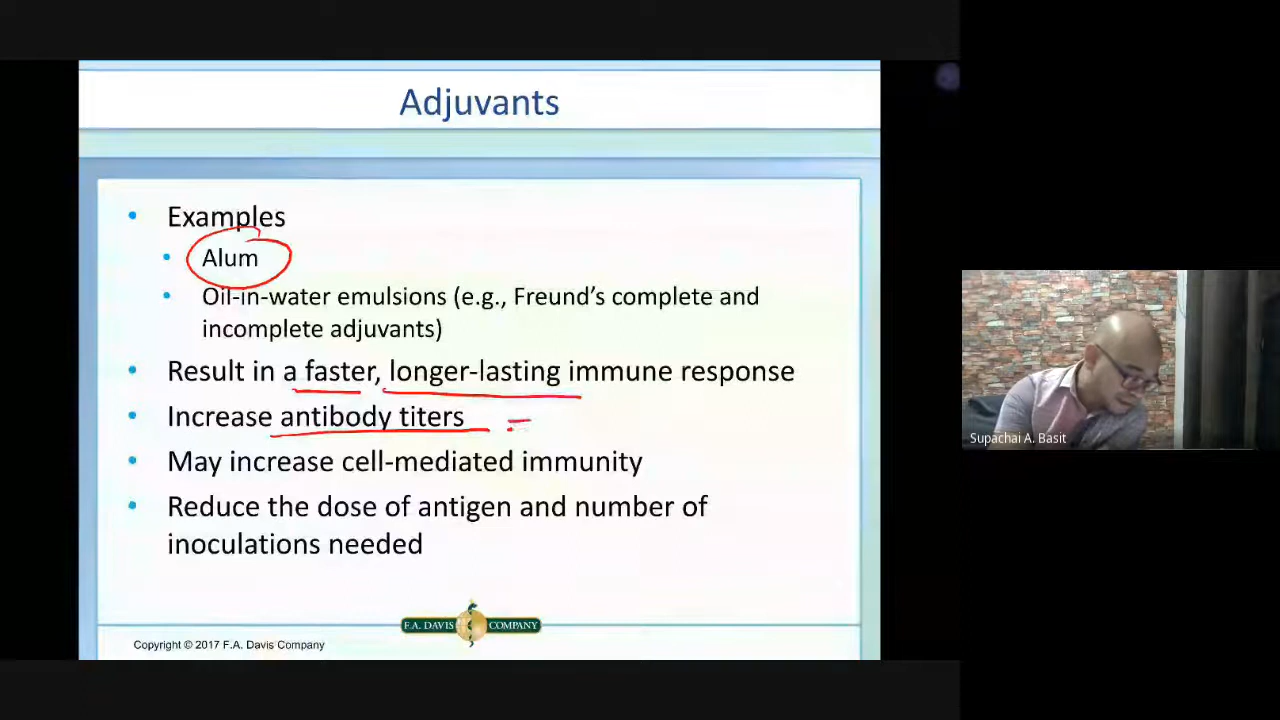 Adjuvants
• Examples
• Alum
• Oil-in-water emulsions (e.g., Freund's complete and
incomplete adjuvants)
• Result in a faster, longer-lasting immune response
• Increase antibody titers
• May increase cell-mediated immunity
• Reduce the dose of antigen and number of
inoculations needed
F.A. DAVIS COMPANY
Copyright © 2017 F.A. Davis Company
Supachai A. Basit